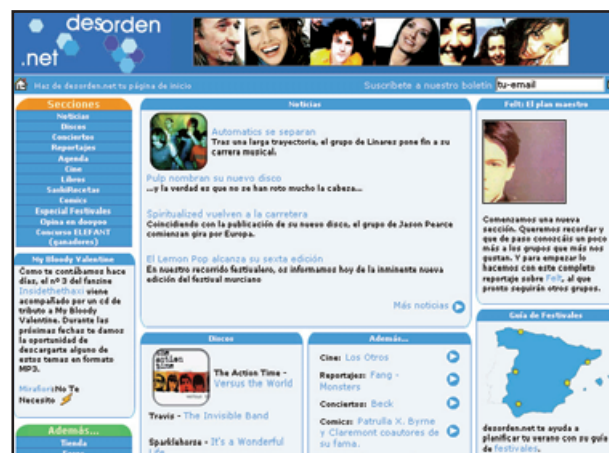 desorden
.net
Haz de desorden.net tu página de inicio
Suscríbete a nuestro boletín
tu-email
Secciones
Noticias
Discos
Conciertos
Reportajes
Agenda
Cine
Libros
SushiRecetas
Comics
Especial Festivales
Opina en dooyoo
Concurso ELEFANT
(ganadores)
My Bloody Valentine
Como te contábamos hace
días, el nº 3 del fanzine
Insidethethaxi viene
acompañado por un cd de
tributo a My Bloody
Valentine. Durante las
próximas fechas te damos
la oportunidad de
descargarte alguno de
estos temas en formato
MP3.
Miraflors:No Te
Necesito
Además...
Tienda
Noticias
Automatics se separan
Tras una larga trayectoria, el grupo de Linares pone fin a su
carrera musical.
Pulp nombran su nuevo disco
...y la verdad es que no se han roto mucho la cabeza...
Spiritualized vuelven a la carretera
Coincidiendo con la publicación de su nuevo disco, el grupo de Jason Pearce
comienzan gira por Europa.
El Lemon Pop alcanza su sexta edición
En nuestro recorrido festivalero, os informamos hoy de la inminente nueva
edición del festival murciano
Más noticias
Discos
the
action
time
The Action Time -
Versus the World
Travis - The Invisible Band
Sparklehorse - It's a Wonderful
Life
Además...
Cine: Los Otros
Reportajes: Fang -
Monsters
Conciertos: Beck
Comics: Patrulla X. Byrne
y Claremont coautores de
su fama.
Felt: El plan maestro
Comenzamos una nueva
sección. Queremos recordar y
que de paso conozcáis un poco
más a los grupos que más nos
gustan. Y para empezar lo
hacemos con este completo
reportaje sobre Felt, al que
pronto seguirán otros grupos.
Guía de Festivales
desorden.net te ayuda a
planificar tu verano con su guía
de festivales.